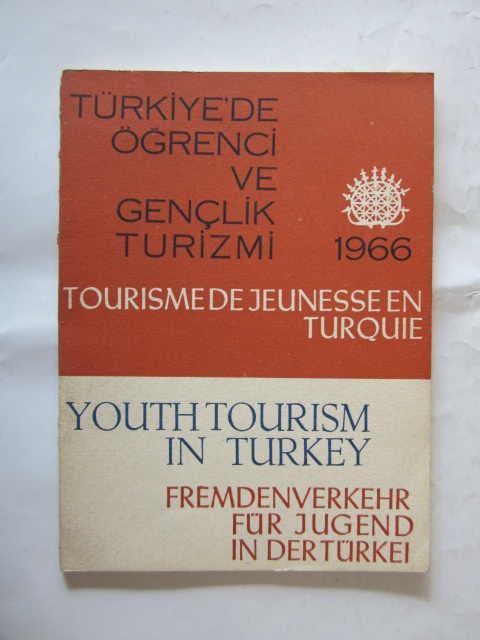 TÜRKİYE'DE
ÖĞRENCİ
VE
GENÇLİK
TURİZMİ
1966
TOURISME DE JEUNESSE EN
TURQUIE
YOUTH TOURISM
IN TURKEY
FREMDENVERKEHR
FÜR JUGEND
IN DER TÜRKEI